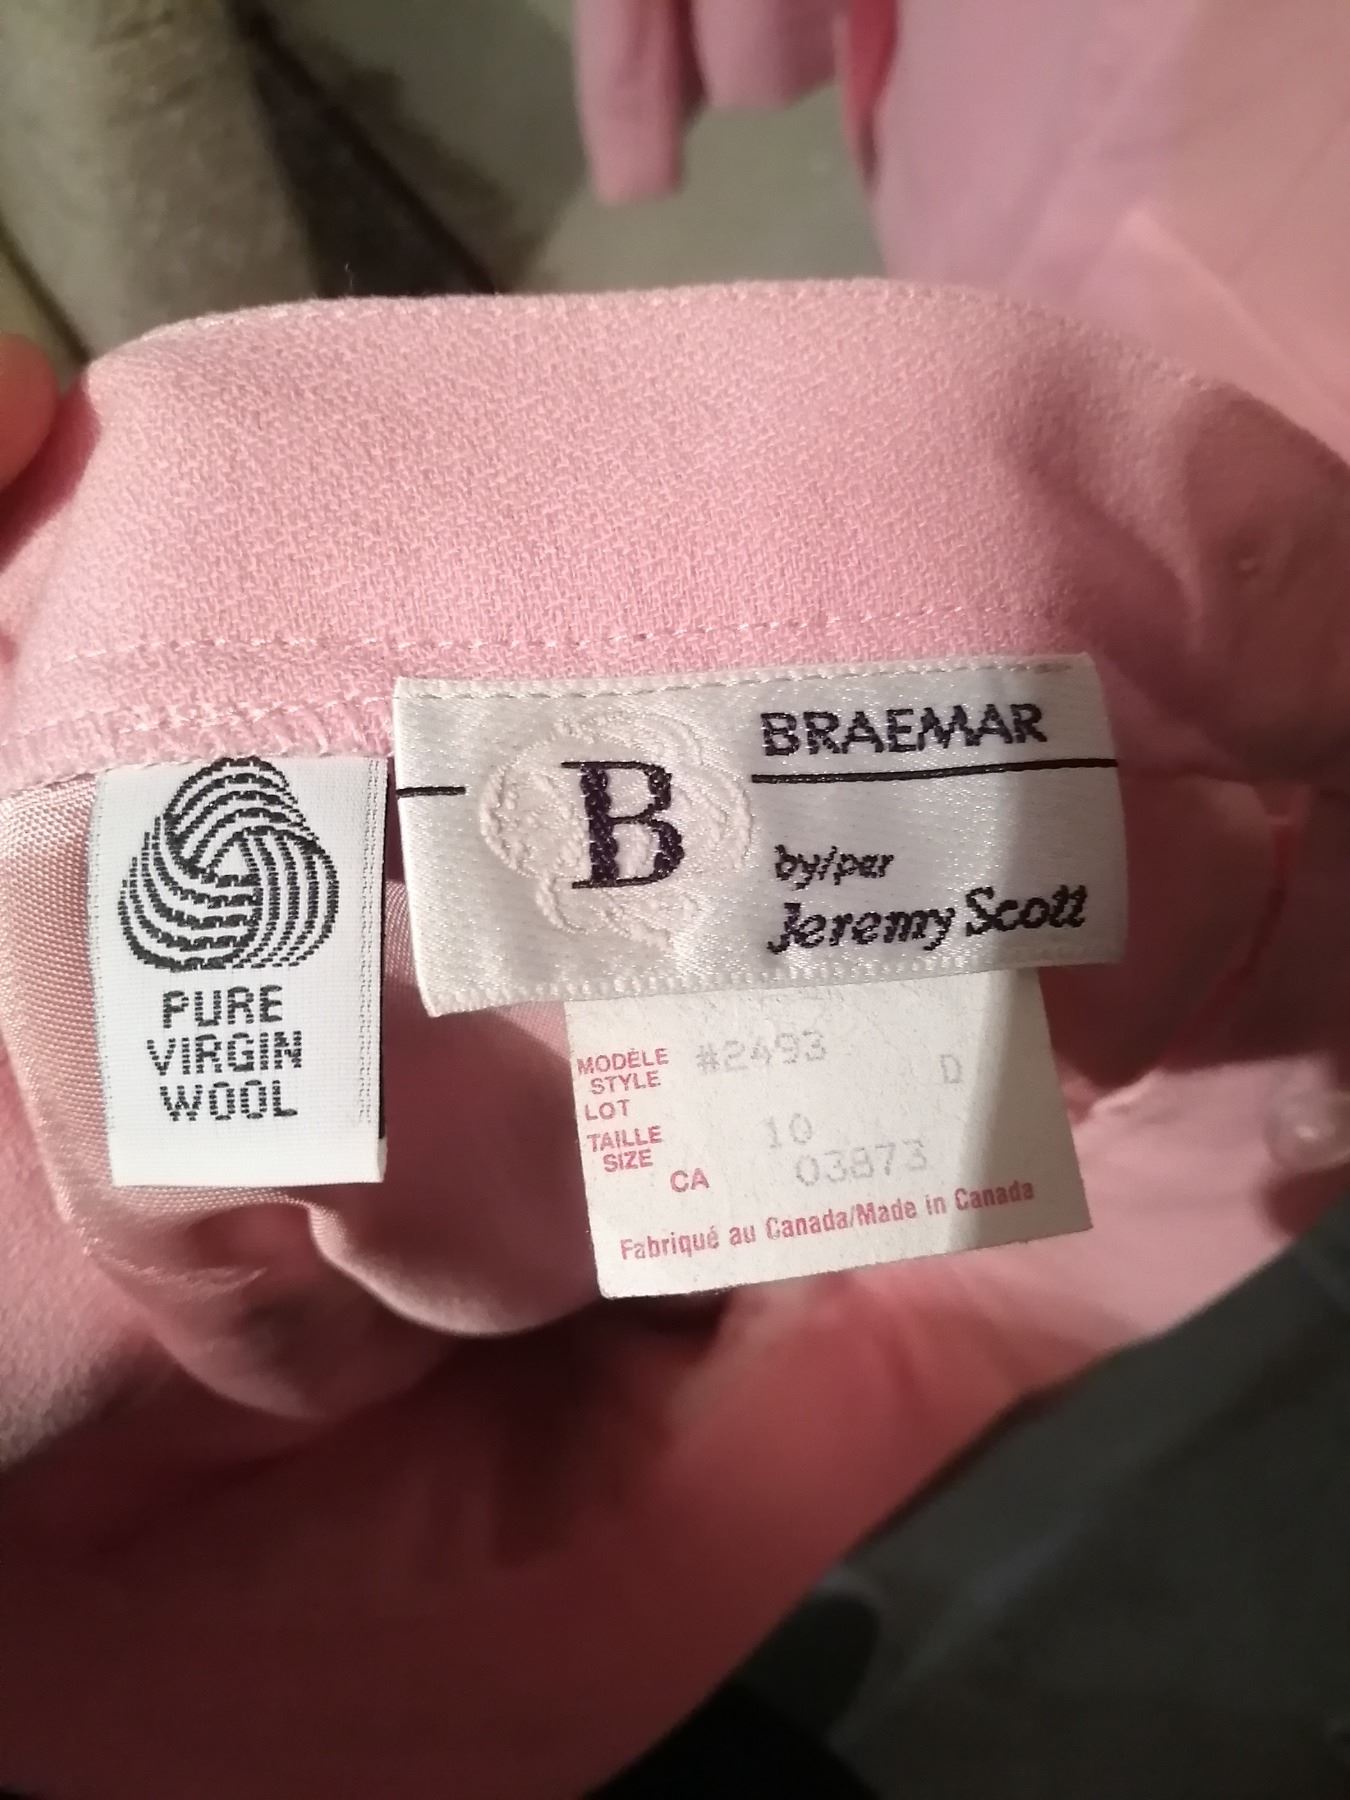 PURE
VIRGIN
WOOL
B
BRAEMAR
by/par
Jeremy Scott
MODÈLE
STYLE #2493
LOT D
TAILLE
SIZE 10
CA 03873
Fabriqué au Canada/Made in Canada